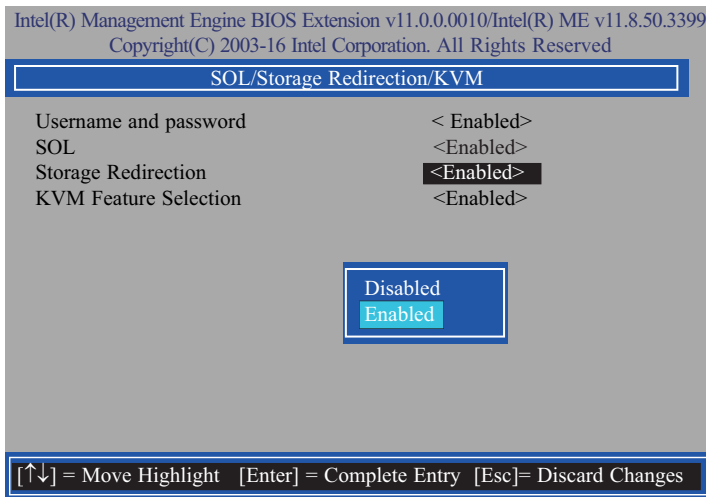 Intel(R) Management Engine BIOS Extension v11.0.0.0010/Intel(R) ME v11.8.50.3399
Copyright(C) 2003-16 Intel Corporation. All Rights Reserved
SOL/Storage Redirection/KVM
Username and password < Enabled>
SOL <Enabled>
Storage Redirection <Enabled>
KVM Feature Selection <Enabled>
Disabled
Enabled
[↑↓] = Move Highlight [Enter] = Complete Entry [Esc]= Discard Changes